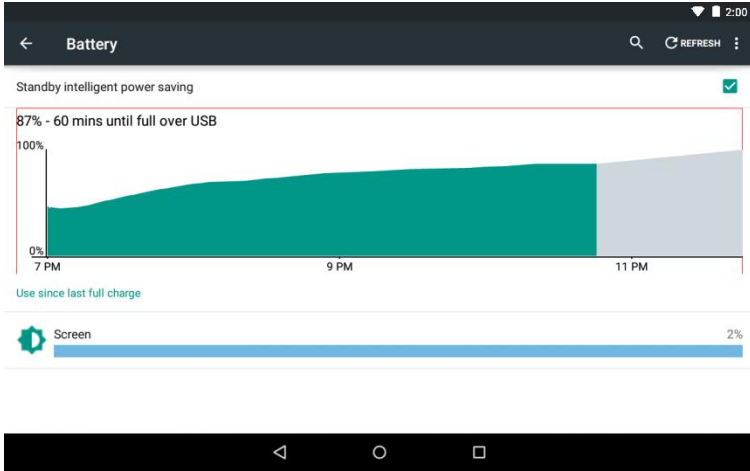 2:00
Battery
REFRESH
Standby intelligent power saving
87% - 60 mins until full over USB
100%
0%
7 PM 9 PM 11 PM
Use since last full charge
Screen 2%